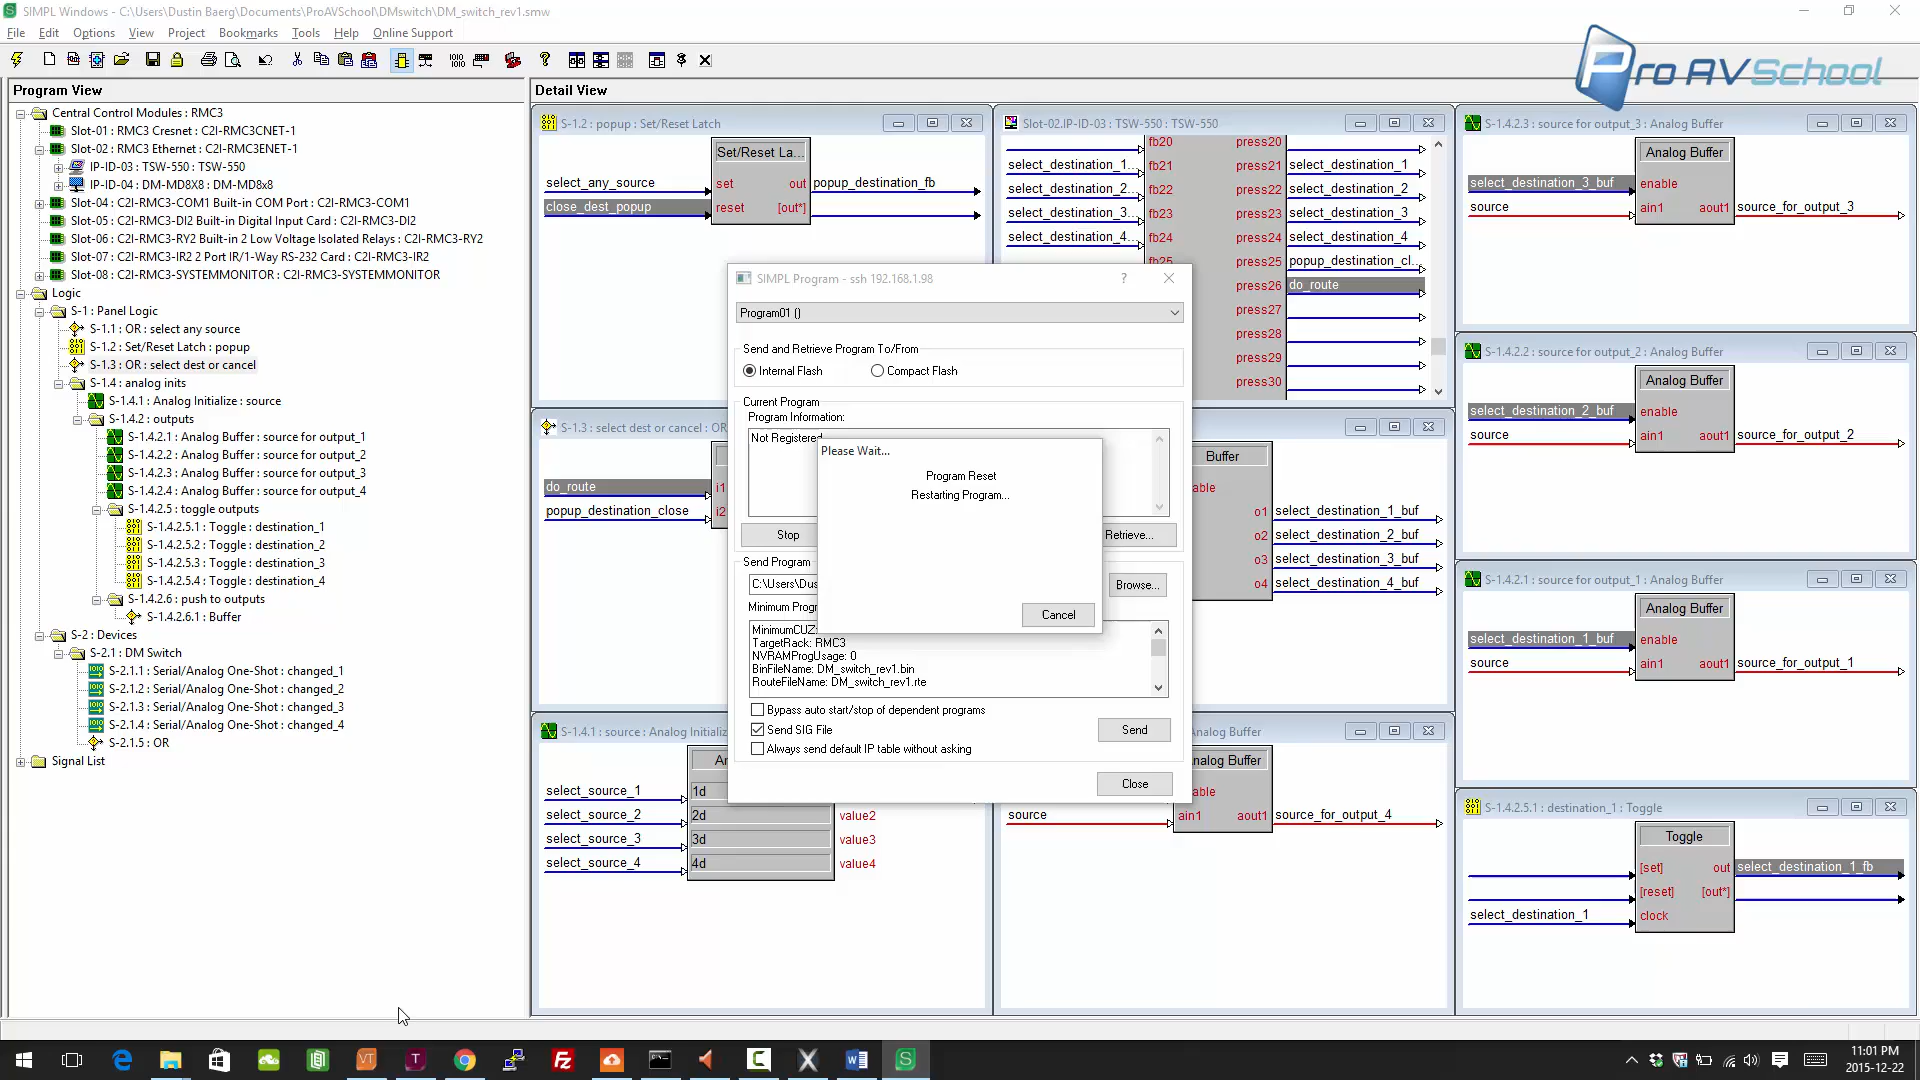 SIMPL Windows - C:\Users\Dustin Baerg\Documents\ProAVSchool\DMswitch\DM_switch_rev1.smw
File Edit Options View Project Bookmarks Tools Help Online Support
Pro AVSchool
Program View
Central Control Modules : RMC3
Slot-01 : RMC3 Cresnet : C2I-RMC3CNET-1
Slot-02 : RMC3 Ethernet : C2I-RMC3ENET-1
IP-ID-03 : TSW-550 : TSW-550
IP-ID-04 : DM-MD8X8 : DM-MD8x8
Slot-04 : C2I-RMC3-COM1 Built-in COM Port : C2I-RMC3-COM1
Slot-05 : C2I-RMC3-DI2 Built-in Digital Input Card : C2I-RMC3-DI2
Slot-06 : C2I-RMC3-RY2 Built-in 2 Low Voltage Isolated Relays : C2I-RMC3-RY2
Slot-07 : C2I-RMC3-IR2 2 Port IR/1-Way RS-232 Card : C2I-RMC3-IR2
Slot-08 : C2I-RMC3-SYSTEMMONITOR : C2I-RMC3-SYSTEMMONITOR
Logic
S-1 : Panel Logic
S-1.1 : OR : select any source
S-1.2 : Set/Reset Latch : popup
S-1.3 : OR : select dest or cancel
S-1.4 : analog inits
S-1.4.1 : Analog Initialize : source
S-1.4.2 : outputs
S-1.4.2.1 : Analog Buffer : source for output_1
S-1.4.2.2 : Analog Buffer : source for output_2
S-1.4.2.3 : Analog Buffer : source for output_3
S-1.4.2.4 : Analog Buffer : source for output_4
S-1.4.2.5 : toggle outputs
S-1.4.2.5.1 : Toggle : destination_1
S-1.4.2.5.2 : Toggle : destination_2
S-1.4.2.5.3 : Toggle : destination_3
S-1.4.2.5.4 : Toggle : destination_4
S-1.4.2.6 : push to outputs
S-1.4.2.6.1 : Buffer
S-2 : Devices
S-2.1 : DM Switch
S-2.1.1 : Serial/Analog One-Shot : changed_1
S-2.1.2 : Serial/Analog One-Shot : changed_2
S-2.1.3 : Serial/Analog One-Shot : changed_3
S-2.1.4 : Serial/Analog One-Shot : changed_4
S-2.1.5 : OR
Signal List
Detail View
S-1.2 : popup : Set/Reset Latch
Set/Reset La...
select_any_source set out popup_destination_fb
close_dest_popup reset [out*]
Slot-02.IP-ID-03 : TSW-550 : TSW-550
fb20 press20
select_destination_1... fb21 press21 select_destination_1
select_destination_2... fb22 press22 select_destination_2
select_destination_3... fb23 press23 select_destination_3
select_destination_4... fb24 press24 select_destination_4
fb25 press25 popup_destination_cl...
press26 do_route
press27
press28
press29
press30
S-1.4.2.3 : source for output_3 : Analog Buffer
Analog Buffer
select_destination_3_buf enable
source ain1 aout1 source_for_output_3
S-1.4.2.2 : source for output_2 : Analog Buffer
Analog Buffer
select_destination_2_buf enable
source ain1 aout1 source_for_output_2
S-1.4.2.1 : source for output_1 : Analog Buffer
Analog Buffer
select_destination_1_buf enable
source ain1 aout1 source_for_output_1
S-1.4.2.5.1 : destination_1 : Toggle
Toggle
[set] out select_destination_1_fb
[reset] [out*]
select_destination_1 clock
S-1.3 : select dest or cancel : OR
do_route i1
popup_destination_close i2
Buffer
able
o1 select_destination_1_buf
o2 select_destination_2_buf
o3 select_destination_3_buf
o4 select_destination_4_buf
S-1.4.1 : source : Analog Initializ
An
select_source_1 1d
select_source_2 2d value2
select_source_3 3d value3
select_source_4 4d value4
Analog Buffer
nalog Buffer
able
source ain1 aout1 source_for_output_4
SIMPL Program - ssh 192.168.1.98
?
Program01 ()
Send and Retrieve Program To/From
Internal Flash Compact Flash
Current Program
Program Information:
Not Registered
Stop Retrieve...
Please Wait...
Program Reset
Restarting Program...
Cancel
Send Program
C:\Users\Dus Browse...
Minimum Progr
MinimumCUZ:
TargetRack: RMC3
NVRAMProgUsage: 0
BinFileName: DM_switch_rev1.bin
RouteFileName: DM_switch_rev1.rte
Bypass auto start/stop of dependent programs
Send SIG File
Send
Always send default IP table without asking
Close
11:01 PM
2015-12-22